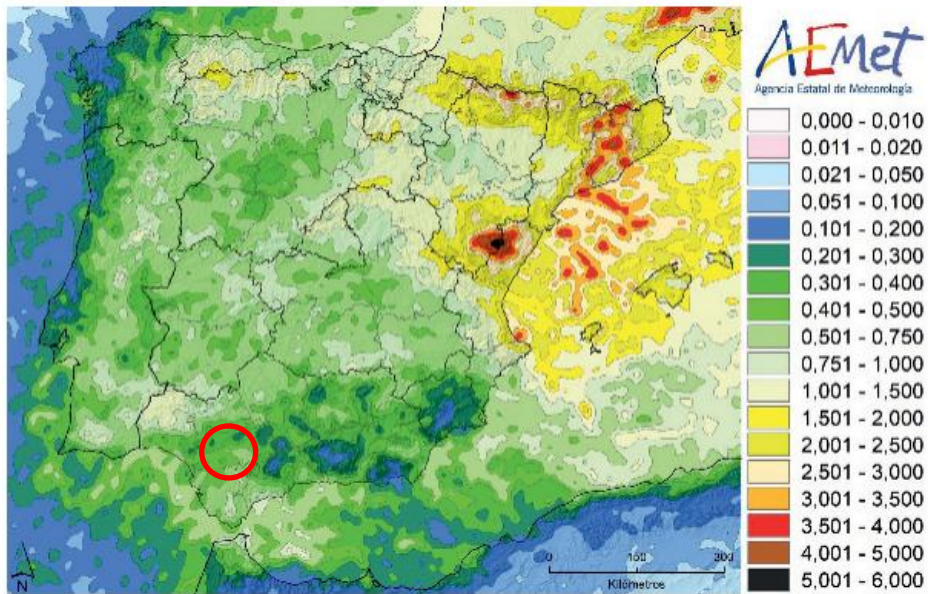 AEmet
Agencia Estatal de Meteorología
0,000 - 0,010
0,011 - 0,020
0,021 - 0,050
0,051 - 0,100
0,101 - 0,200
0,201 - 0,300
0,301 - 0,400
0,401 - 0,500
0,501 - 0,750
0,751 - 1,000
1,001 - 1,500
1,501 - 2,000
2,001 - 2,500
2,501 - 3,000
3,001 - 3,500
3,501 - 4,000
4,001 - 5,000
5,001 - 6,000
0
Kilómetros
N